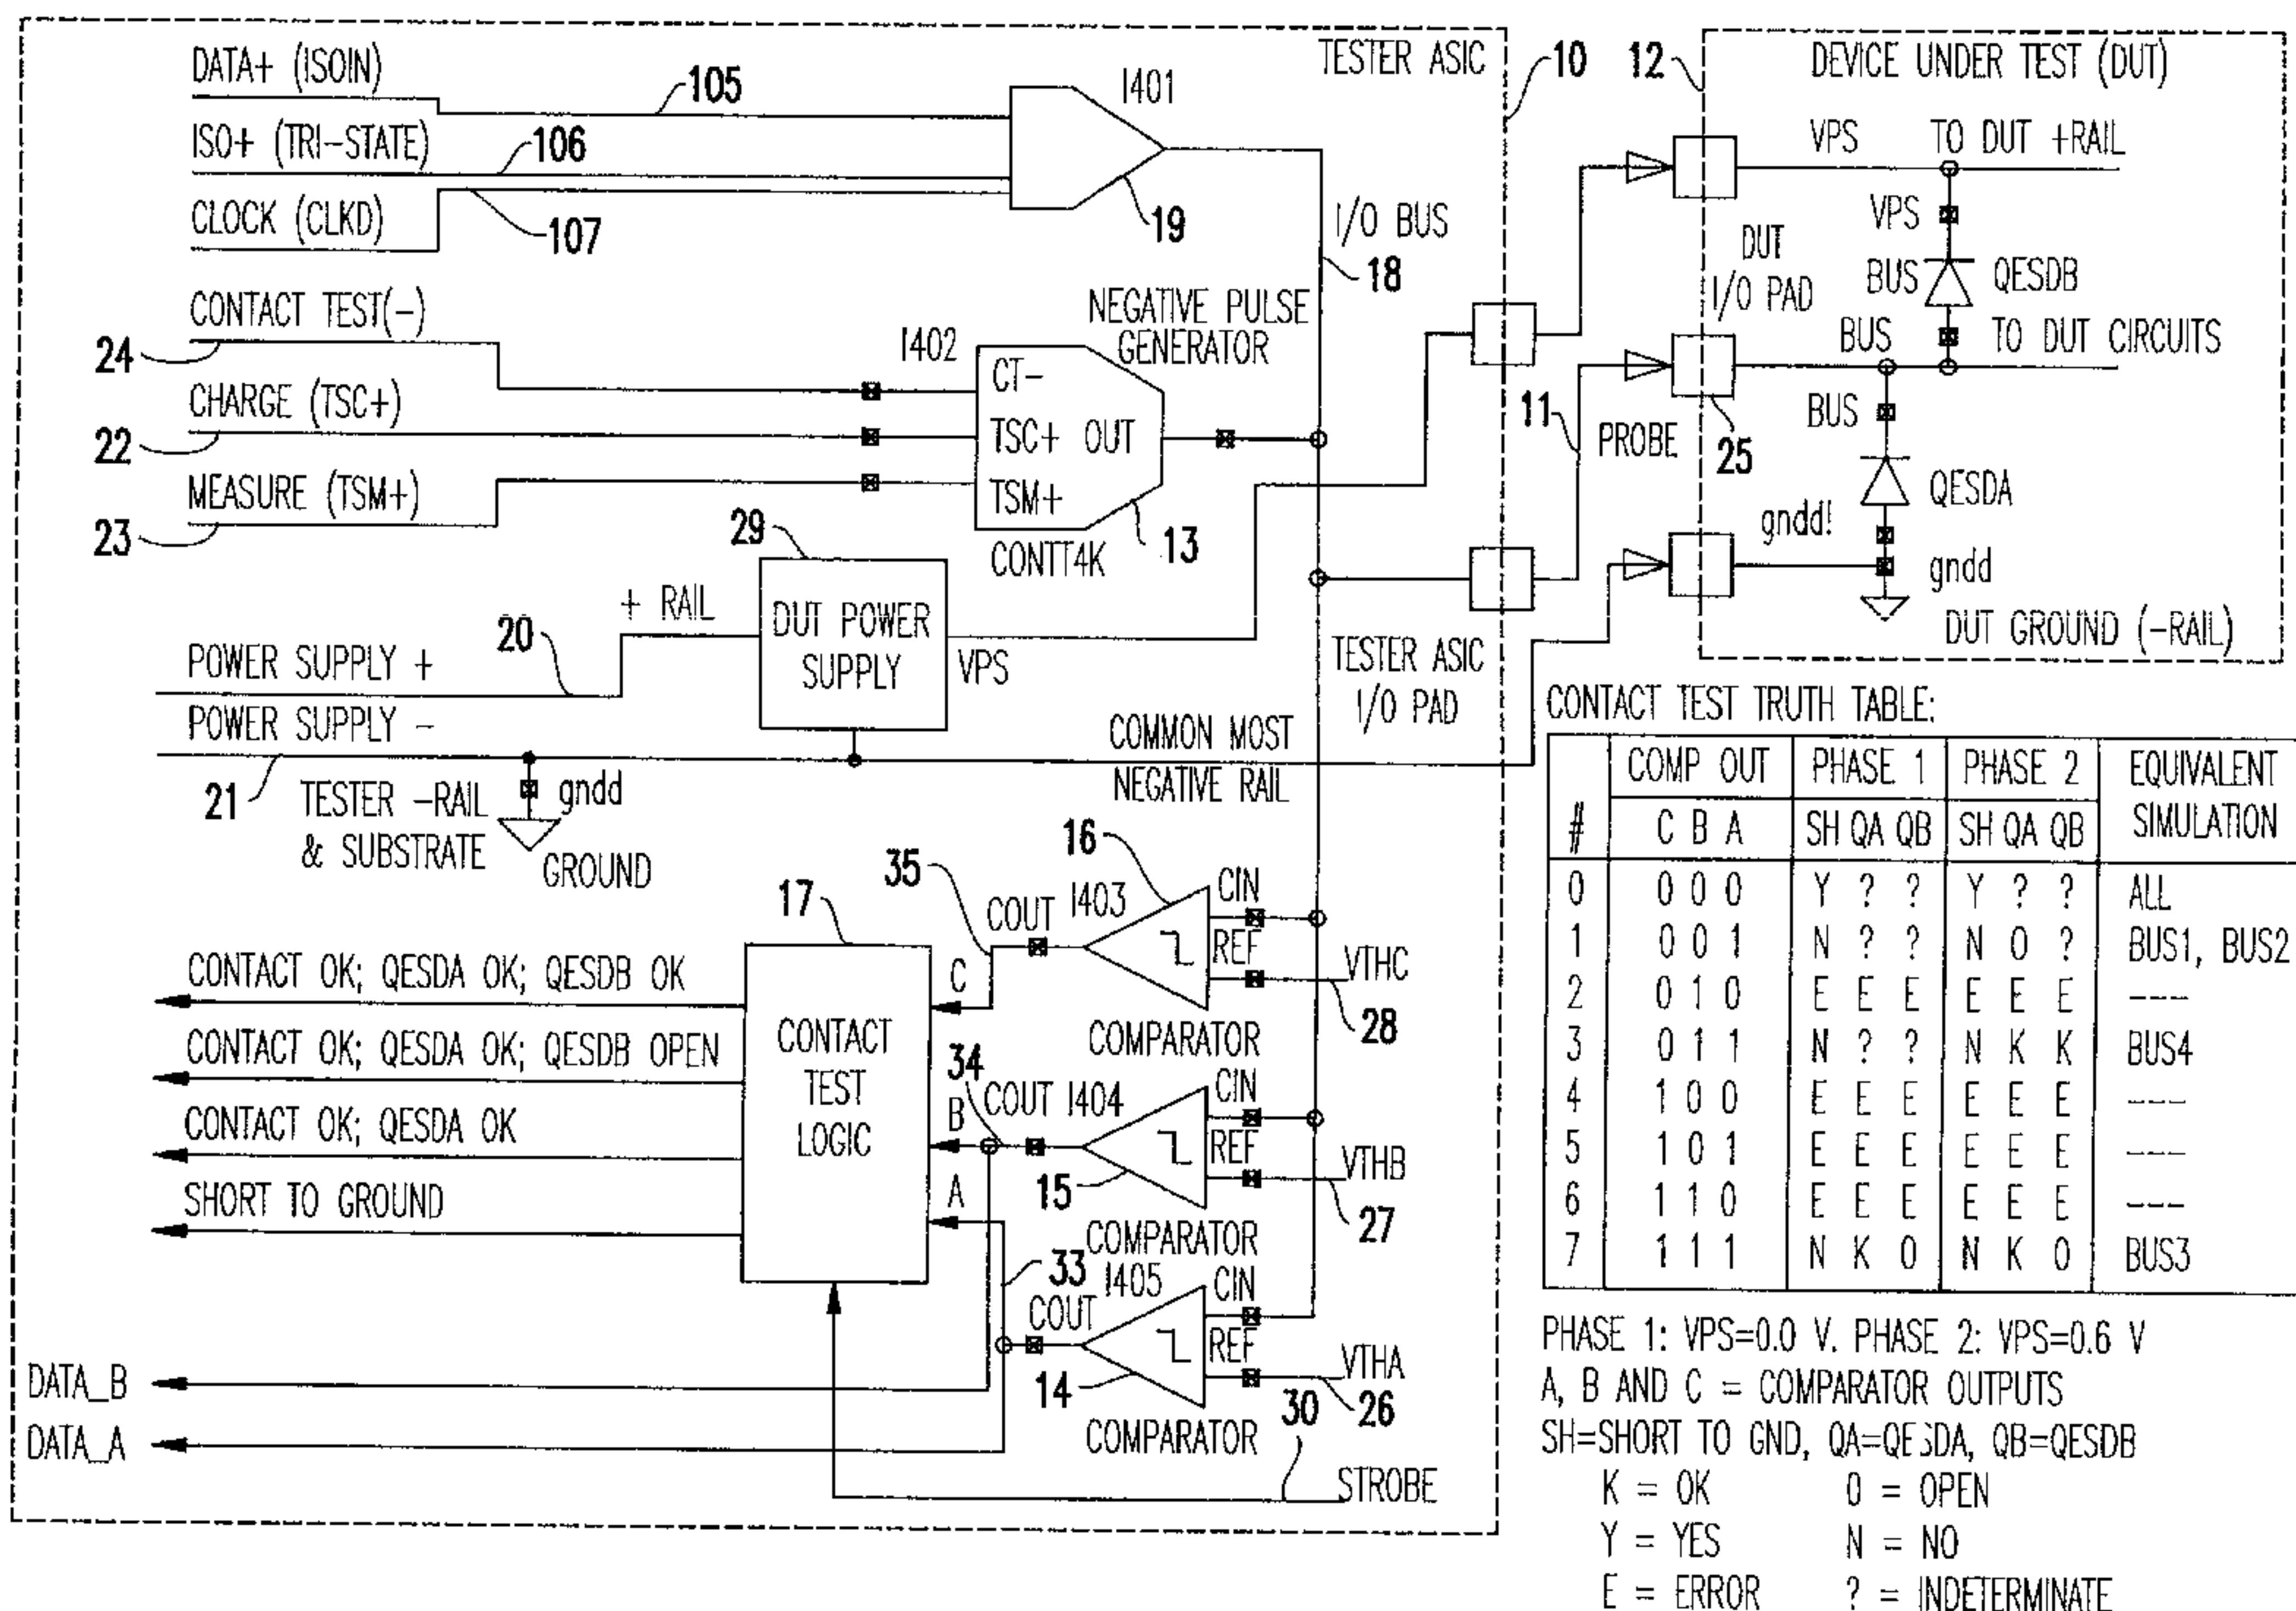 TESTER ASIC
10
12
DEVICE UNDER TEST (DUT)
DATA+ (ISOIN)
105
I401
ISO+ (TRI-STATE)
106
CLOCK (CLKD)
107
19
I/O BUS
18
VPS
TO DUT +RAIL
VPS
DUT
I/O PAD
BUS
QESDB
BUS
TO DUT CIRCUITS
CONTACT TEST(-)
24
NEGATIVE PULSE
GENERATOR
I402
CT-
CHARGE (TSC+)
22
TSC+ OUT
MEASURE (TSM+)
23
TSM+
13
CONTT4K
11
PROBE
25
BUS
QESDA
gndd!
gndd
DUT GROUND (-RAIL)
29
+ RAIL
DUT POWER
SUPPLY
VPS
POWER SUPPLY +
20
POWER SUPPLY -
21
TESTER ASIC
I/O PAD
COMMON MOST
NEGATIVE RAIL
TESTER -RAIL
& SUBSTRATE
gndd
GROUND
16
35
COUT
I403
CIN
REF
VTHC
28
COMPARATOR
17
CONTACT
TEST
LOGIC
C
B
A
CONTACT OK; QESDA OK; QESDB OK
CONTACT OK; QESDA OK; QESDB OPEN
CONTACT OK; QESDA OK
SHORT TO GROUND
34
COUT I404
CIN
REF
VTHB
27
15
COMPARATOR
33
I405
COUT
CIN
REF
VTHA
26
14
COMPARATOR
30
STROBE
DATA_B
DATA_A
CONTACT TEST TRUTH TABLE:
COMP OUT PHASE 1 PHASE 2 EQUIVALENT
SIMULATION
# C B A SH QA QB SH QA QB
0 0 0 0 Y ? ? Y ? ? ALL
1 0 0 1 N ? ? N O ? BUS1, BUS2
2 0 1 0 E E E E E E ---
3 0 1 1 N ? ? N K K BUS4
4 1 0 0 E E E E E E ---
5 1 0 1 E E E E E E ---
6 1 1 0 E E E E E E ---
7 1 1 1 N K O N K O BUS3
PHASE 1: VPS=0.0 V. PHASE 2: VPS=0.6 V
A, B AND C = COMPARATOR OUTPUTS
SH=SHORT TO GND, QA=QESDA, QB=QESDB
K = OK O = OPEN
Y = YES N = NO
E = ERROR ? = INDETERMINATE